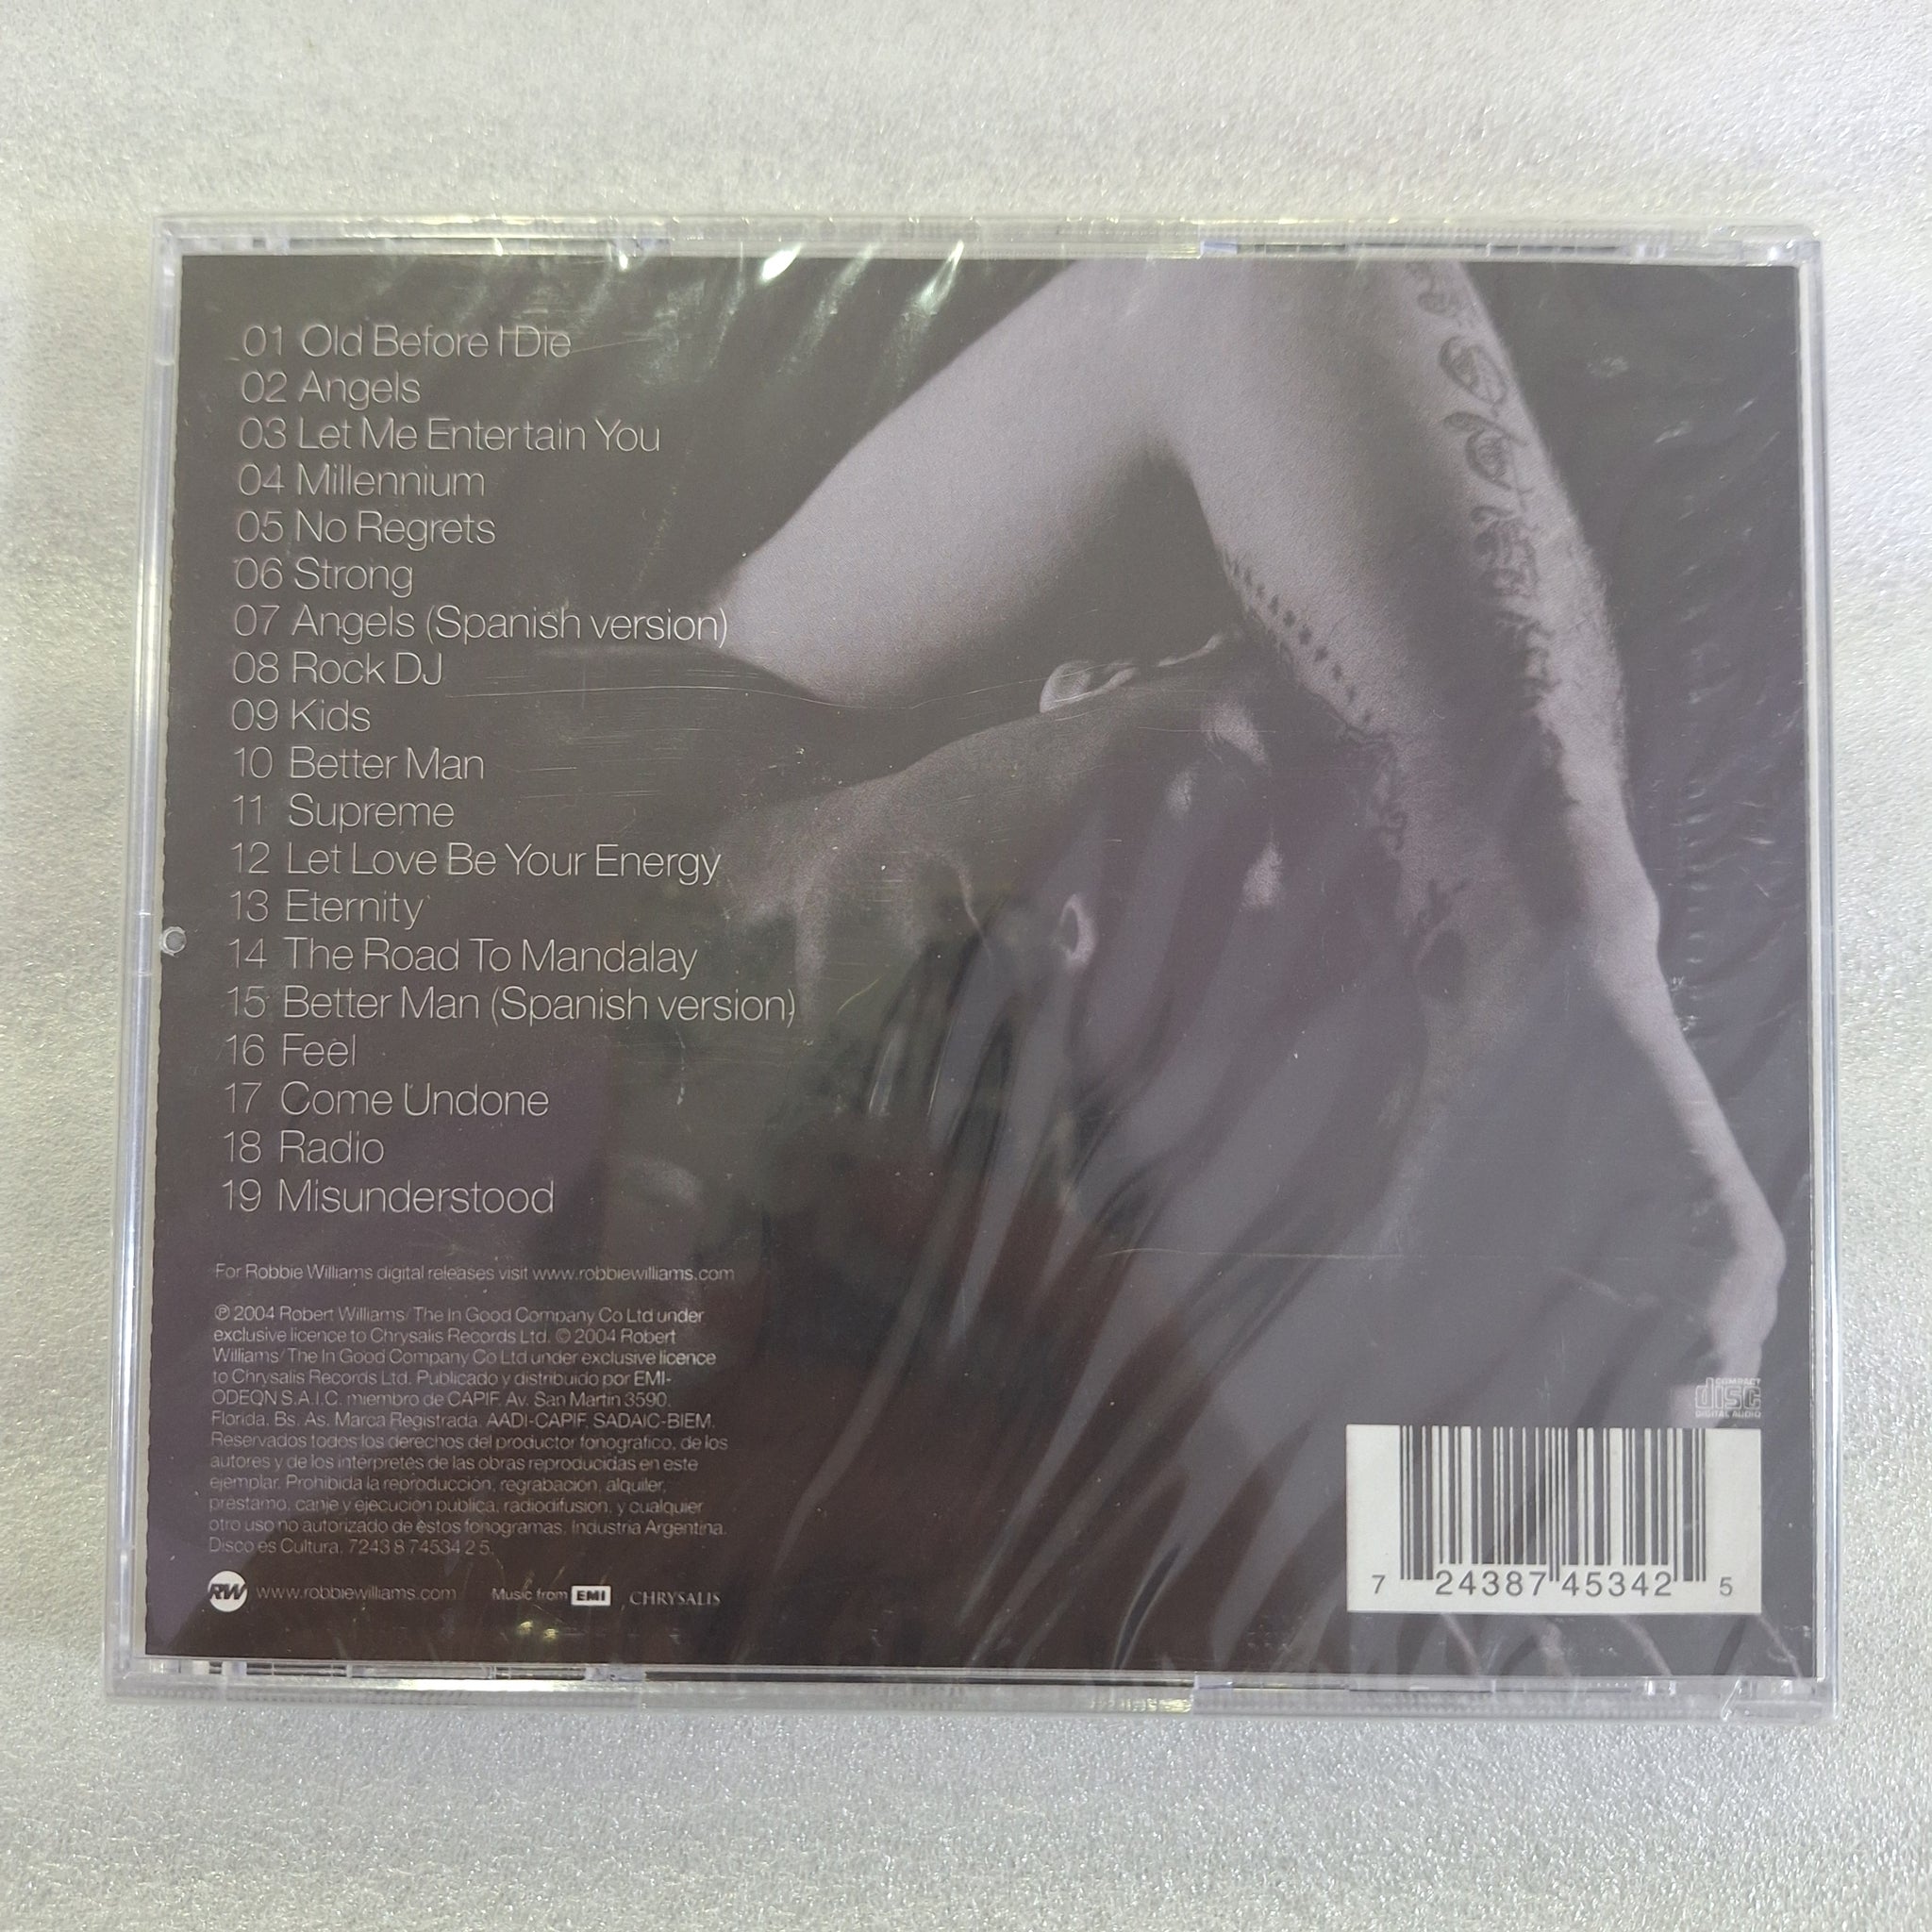 01 Old Before I Die
02 Angels
03 Let Me Entertain You
04 Millennium
05 No Regrets
06 Strong
07 Angels (Spanish version)
08 Rock DJ
09 Kids
10 Better Man
11 Supreme
12 Let Love Be Your Energy
13 Eternity
14 The Road To Mandalay
15 Better Man (Spanish version)
16 Feel
17 Come Undone
18 Radio
19 Misunderstood
For Robbie Williams digital releases visit www.robbiewilliams.com
℗ 2004 Robert Williams/The In Good Company Co Ltd under
exclusive licence to Chrysalis Records Ltd. © 2004 Robert
Williams/The In Good Company Co Ltd under exclusive licence
to Chrysalis Records Ltd. Publicado y distribuido por EMI-
ODEON S.A.I.C. miembro de CAPIF. Av. San Martin 3590.
Florida. Bs. As. Marca Registrada. AADI-CAPIF, SADAIC-BIEM.
Reservados todos los derechos del productor fonografico, de los
autores y de los interpretes de las obras reproducidas en este
ejemplar. Prohibida la reproduccion, regrabacion, alquiler,
prestamo, canje y ejecucion publica, radiodifusion, y cualquier
otro uso no autorizado de estos fonogramas. Industria Argentina.
Disco es Cultura. 7243 8 74534 2 5.
RW www.robbiewilliams.com Music from EMI CHRYSALIS
COMPACT
disc
DIGITAL AUDIO
7 24387 45342 5